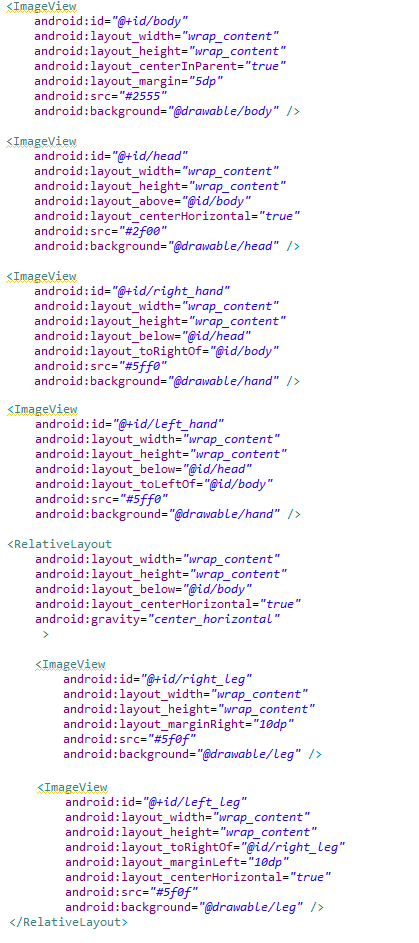 <ImageView
android:id="@+id/body"
android:layout_width="wrap_content"
android:layout_height="wrap_content"
android:layout_centerInParent="true"
android:layout_margin="5dp"
android:src="#2555"
android:background="@drawable/body" />
<ImageView
android:id="@+id/head"
android:layout_width="wrap_content"
android:layout_height="wrap_content"
android:layout_above="@id/body"
android:layout_centerHorizontal="true"
android:src="#2f00"
android:background="@drawable/head" />
<ImageView
android:id="@+id/right_hand"
android:layout_width="wrap_content"
android:layout_height="wrap_content"
android:layout_below="@id/head"
android:layout_toRightOf="@id/body"
android:src="#5ff0"
android:background="@drawable/hand" />
<ImageView
android:id="@+id/left_hand"
android:layout_width="wrap_content"
android:layout_height="wrap_content"
android:layout_below="@id/head"
android:layout_toLeftOf="@id/body"
android:src="#5ff0"
android:background="@drawable/hand" />
<RelativeLayout
android:layout_width="wrap_content"
android:layout_height="wrap_content"
android:layout_below="@id/body"
android:layout_centerHorizontal="true"
android:gravity="center_horizontal"
>
<ImageView
android:id="@+id/right_leg"
android:layout_width="wrap_content"
android:layout_height="wrap_content"
android:layout_marginRight="10dp"
android:src="#5f0f"
android:background="@drawable/leg" />
<ImageView
android:id="@+id/left_leg"
android:layout_width="wrap_content"
android:layout_height="wrap_content"
android:layout_toRightOf="@id/right_leg"
android:layout_marginLeft="10dp"
android:layout_centerHorizontal="true"
android:src="#5f0f"
android:background="@drawable/leg" />
</RelativeLayout>